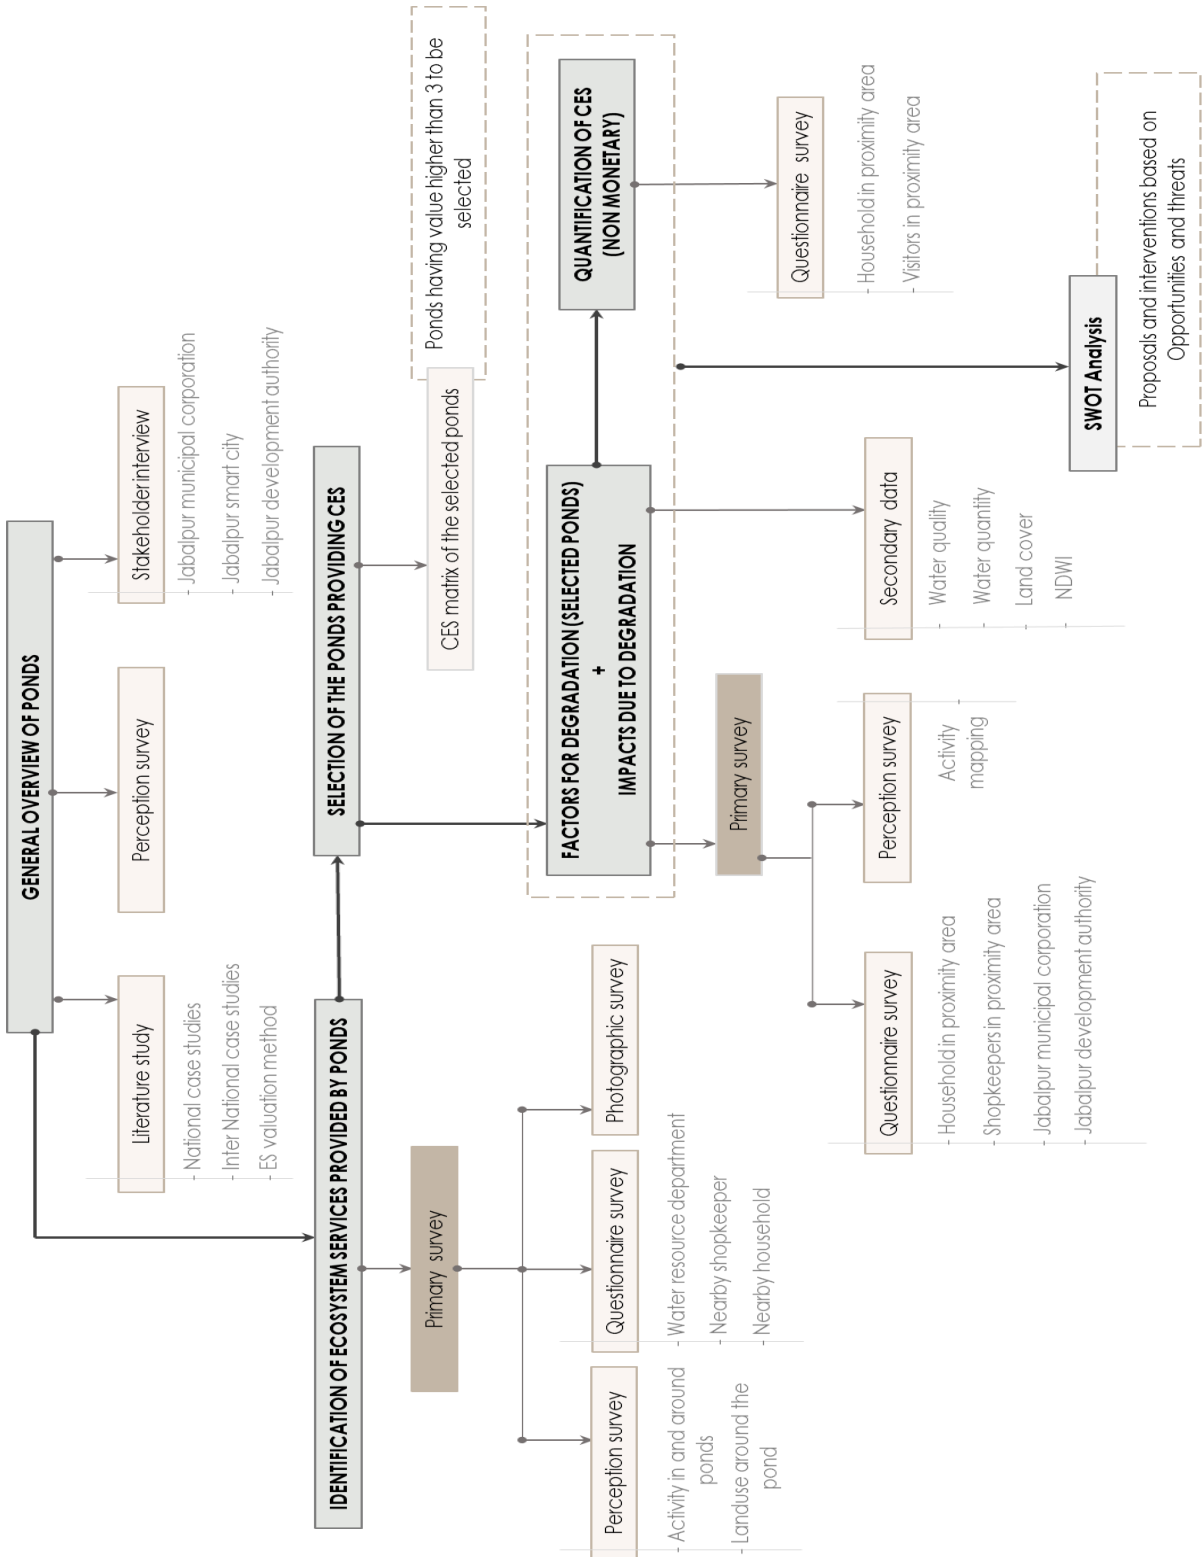 GENERAL OVERVIEW OF PONDS
Literature study
National case studies
Inter National case studies
ES valuation method
Perception survey
Stakeholder interview
Jabalpur municipal corporation
Jabalpur smart city
Jabalpur development authority
IDENTIFICATION OF ECOSYSTEM SERVICES PROVIDED BY PONDS
Primary survey
Perception survey
Activity in and around
ponds
Landuse around the
pond
Questionnaire survey
Water resource department
Nearby shopkeeper
Nearby household
Photographic survey
SELECTION OF THE PONDS PROVIDING CES
CES matrix of the selected ponds
Ponds having value higher than 3 to be
selected
FACTORS FOR DEGRADATION (SELECTED PONDS)
+
IMPACTS DUE TO DEGRADATION
Primary survey
Questionnaire survey
Household in proximity area
Shopkeepers in proximity area
Jabalpur municipal corporation
Jabalpur development authority
Perception survey
Activity
mapping
Secondary data
Water quality
Water quantity
Land cover
NDWI
QUANTIFICATION OF CES
(NON MONETARY)
Questionnaire survey
Household in proximity area
Visitors in proximity area
SWOT Analysis
Proposals and interventions based on
Opportunities and threats